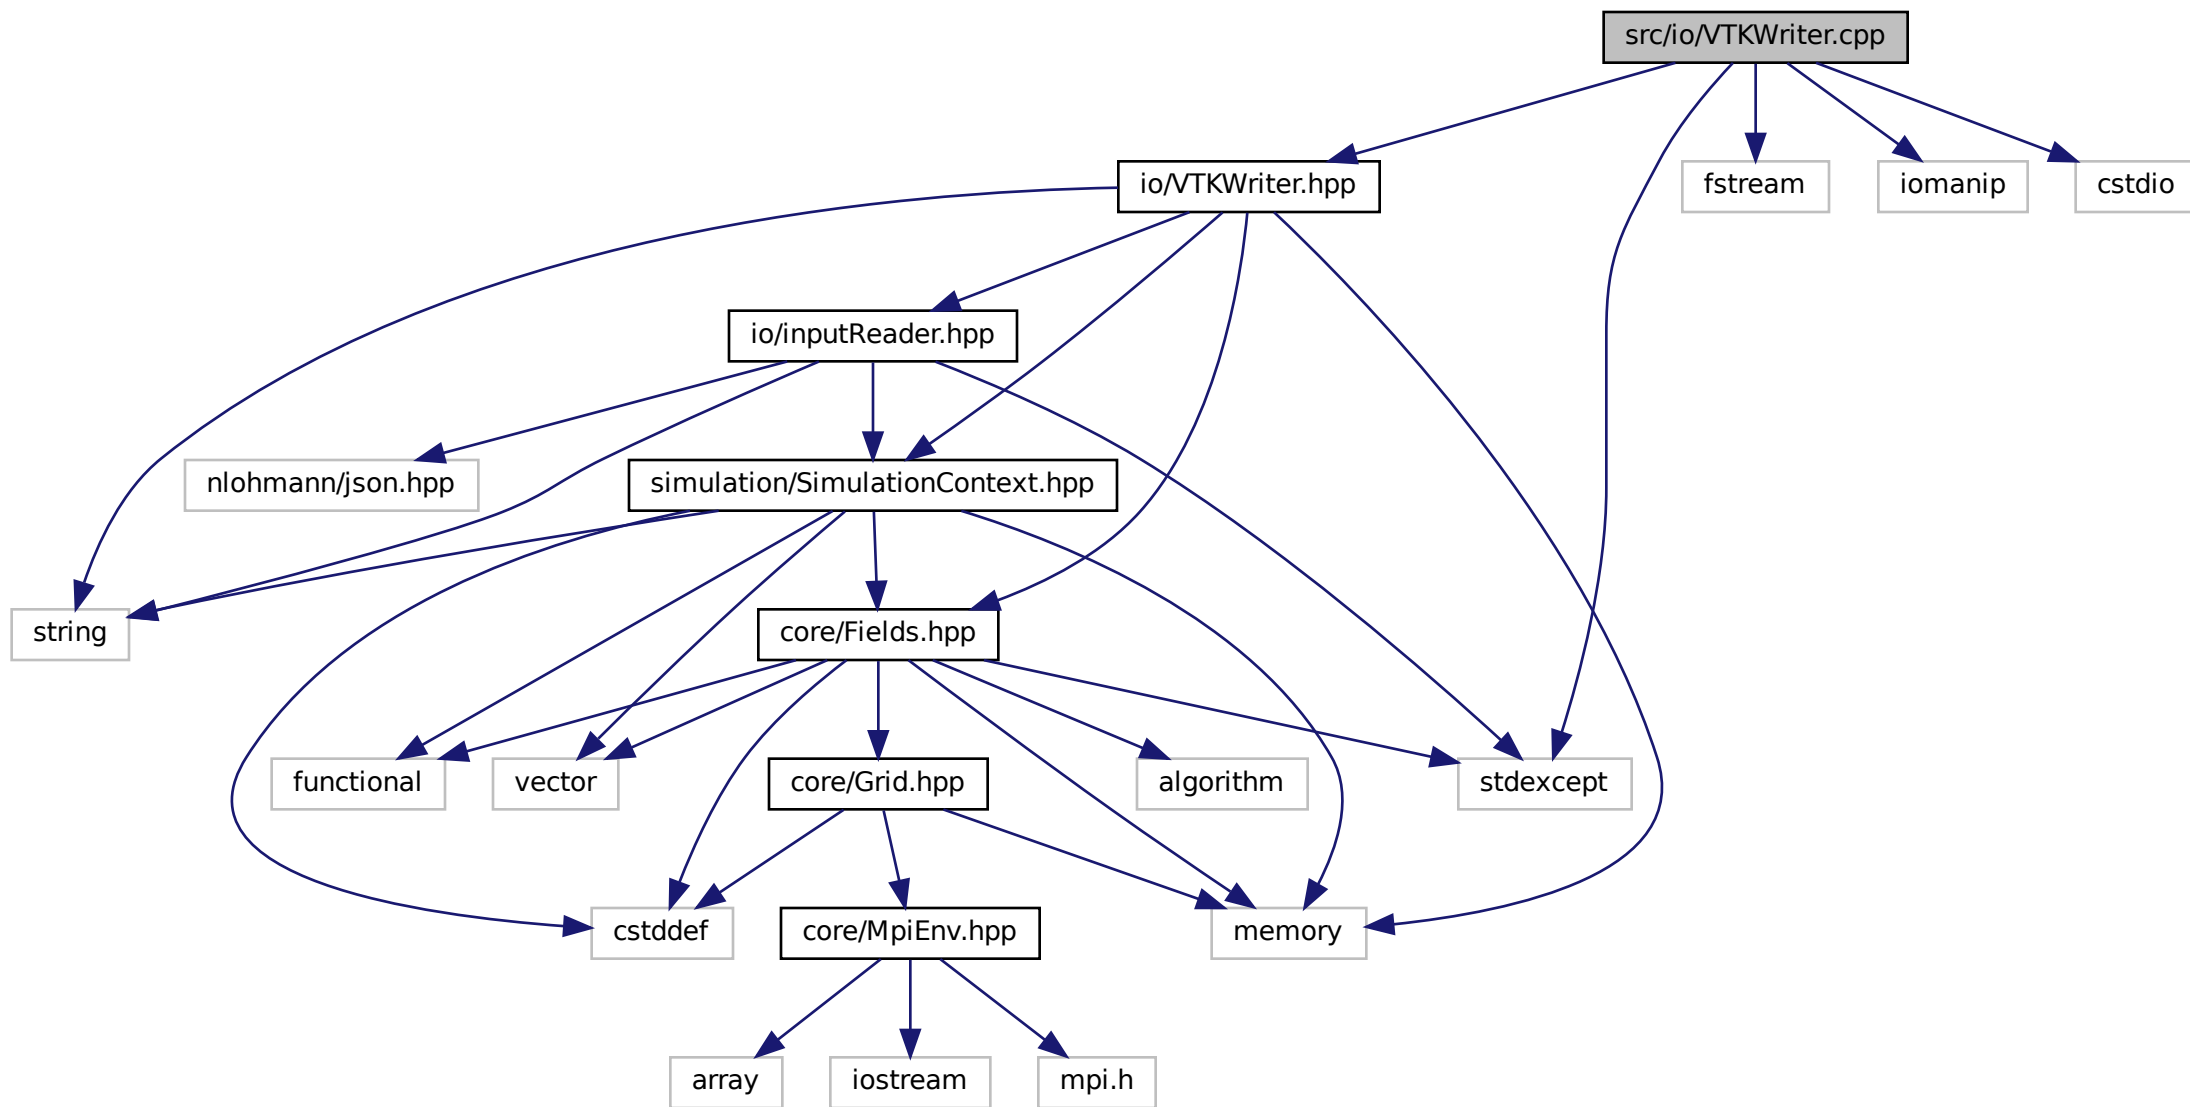 src/io/VTKWriter.cpp
io/VTKWriter.hpp
fstream
iomanip
cstdio
io/inputReader.hpp
nlohmann/json.hpp
simulation/SimulationContext.hpp
string
core/Fields.hpp
functional
vector
core/Grid.hpp
algorithm
stdexcept
cstddef
core/MpiEnv.hpp
memory
array
iostream
mpi.h